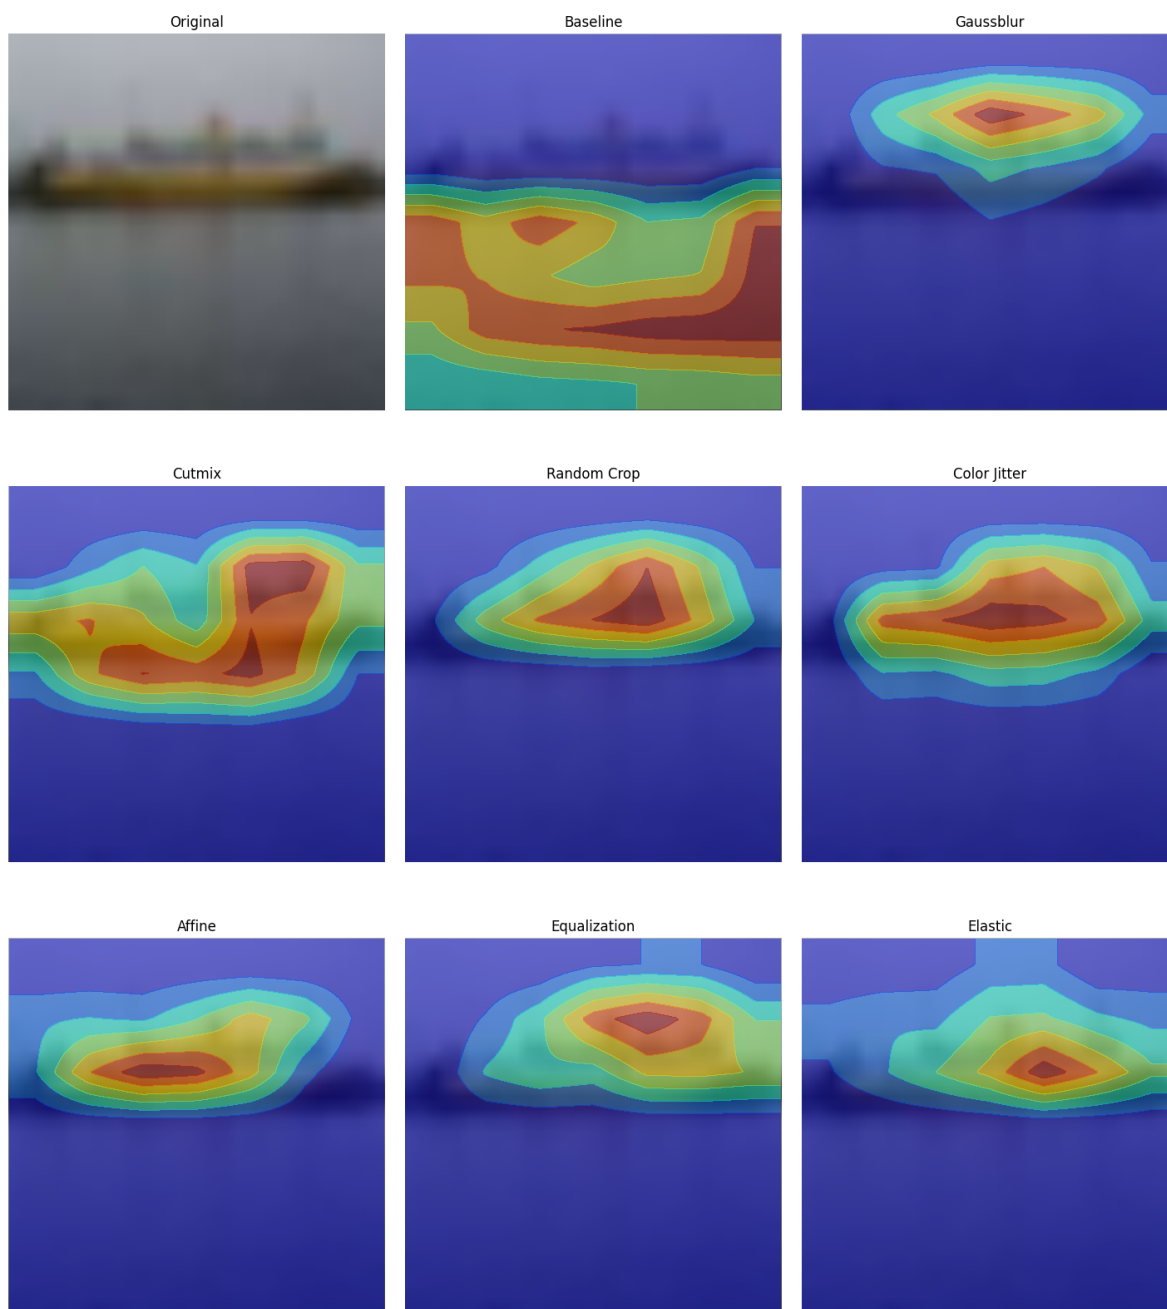 Original
Baseline
Gaussblur
Cutmix
Random Crop
Color Jitter
Affine
Equalization
Elastic